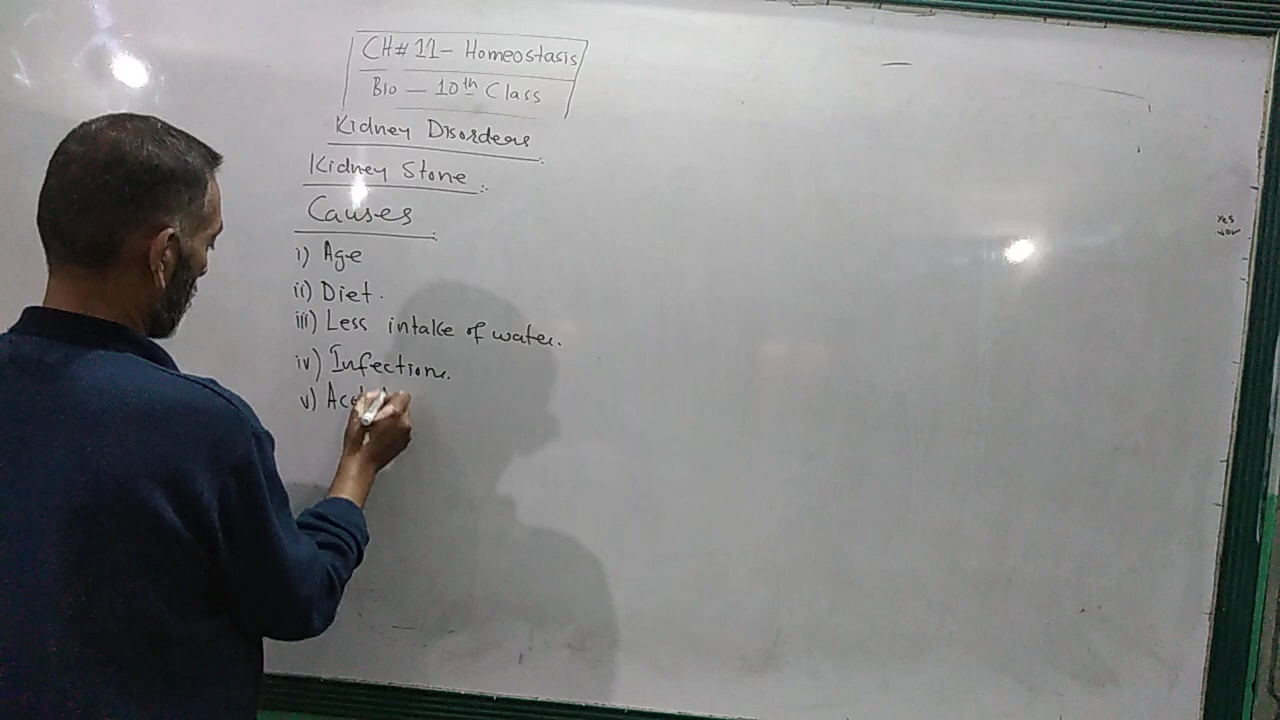 CH# 11- Homeostasis
Bio — 10th Class
Kidney Disorders
Kidney Stone
Causes
i) Age
ii) Diet.
iii) Less intake of water.
iv) Infections.
v)
Yes